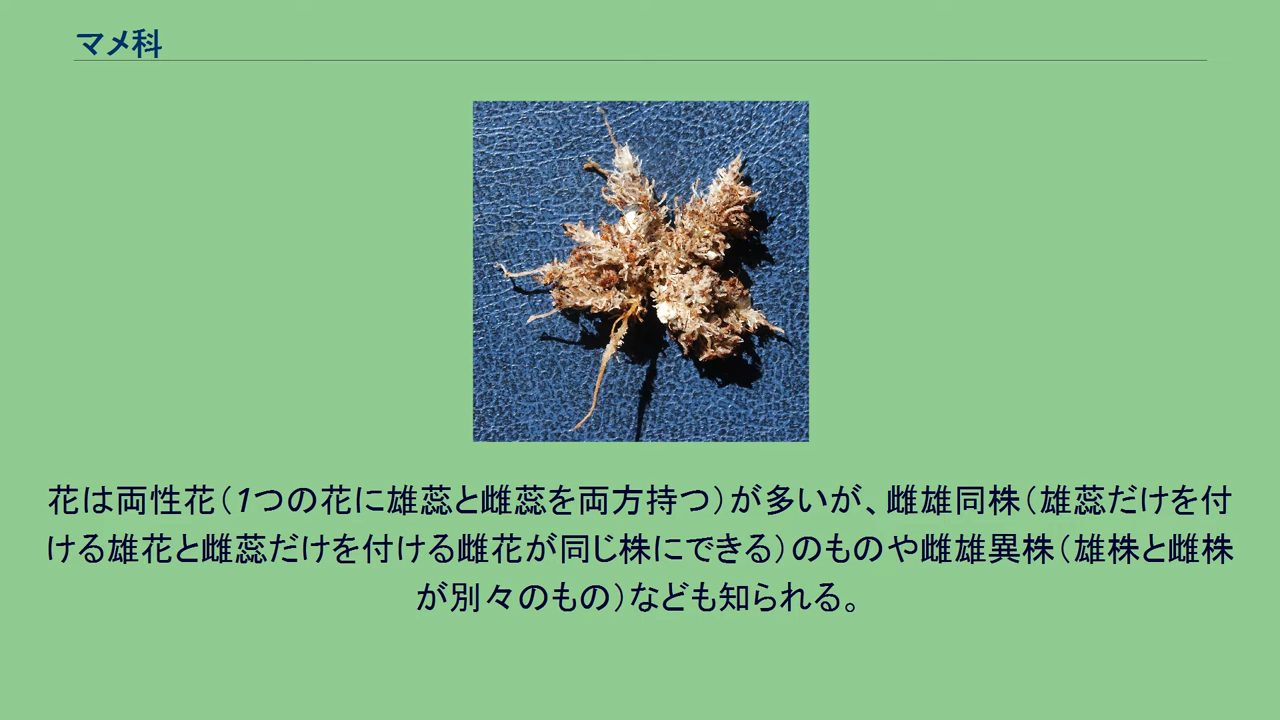 マメ科
花は両性花（1つの花に雄蕊と雌蕊を両方持つ）が多いが、雌雄同株（雄蕊だけを付
ける雄花と雌蕊だけを付ける雌花が同じ株にできる）のものや雌雄異株（雄株と雌株
が別々のもの）なども知られる。